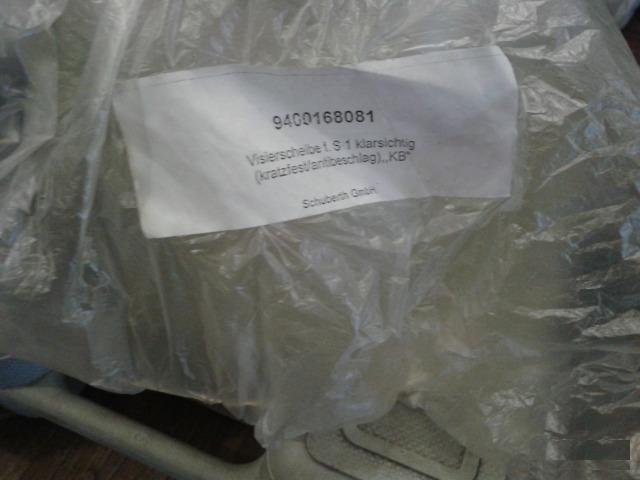 9400168081
Visierscheibe f. S 1 klarsichtig
(kratzfest/antibeschlag) „KB"
Schuberth GmbH